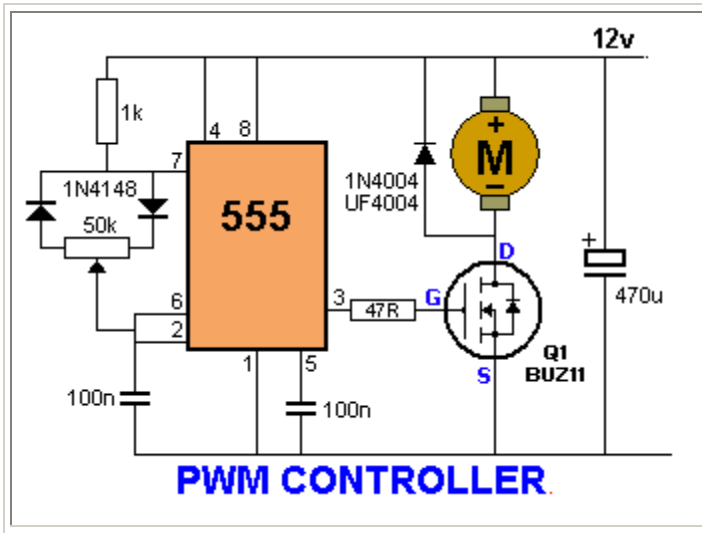 12v
1k
4 8
7
1N4148
50k
555
1N4004
UF4004
+
M
−
+
470u
D
G
S
6
2
3
47R
Q1
BUZ11
1
5
100n
100n
PWM CONTROLLER.